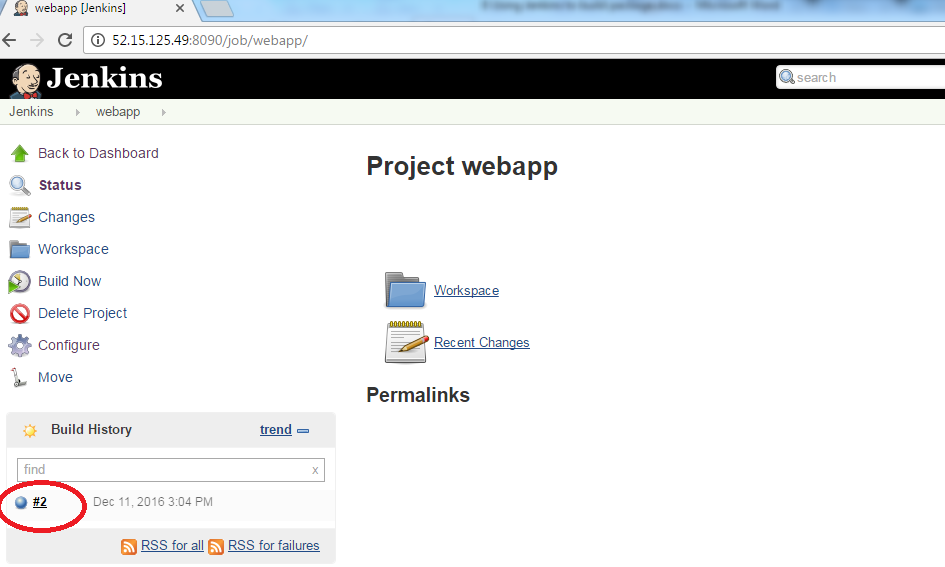 webapp [Jenkins]
52.15.125.49:8090/job/webapp/
Jenkins
search
Jenkins
webapp
Back to Dashboard
Status
Changes
Workspace
Build Now
Delete Project
Configure
Move
Project webapp
Workspace
Recent Changes
Permalinks
Build History trend
find x
#2 Dec 11, 2016 3:04 PM
RSS for all RSS for failures